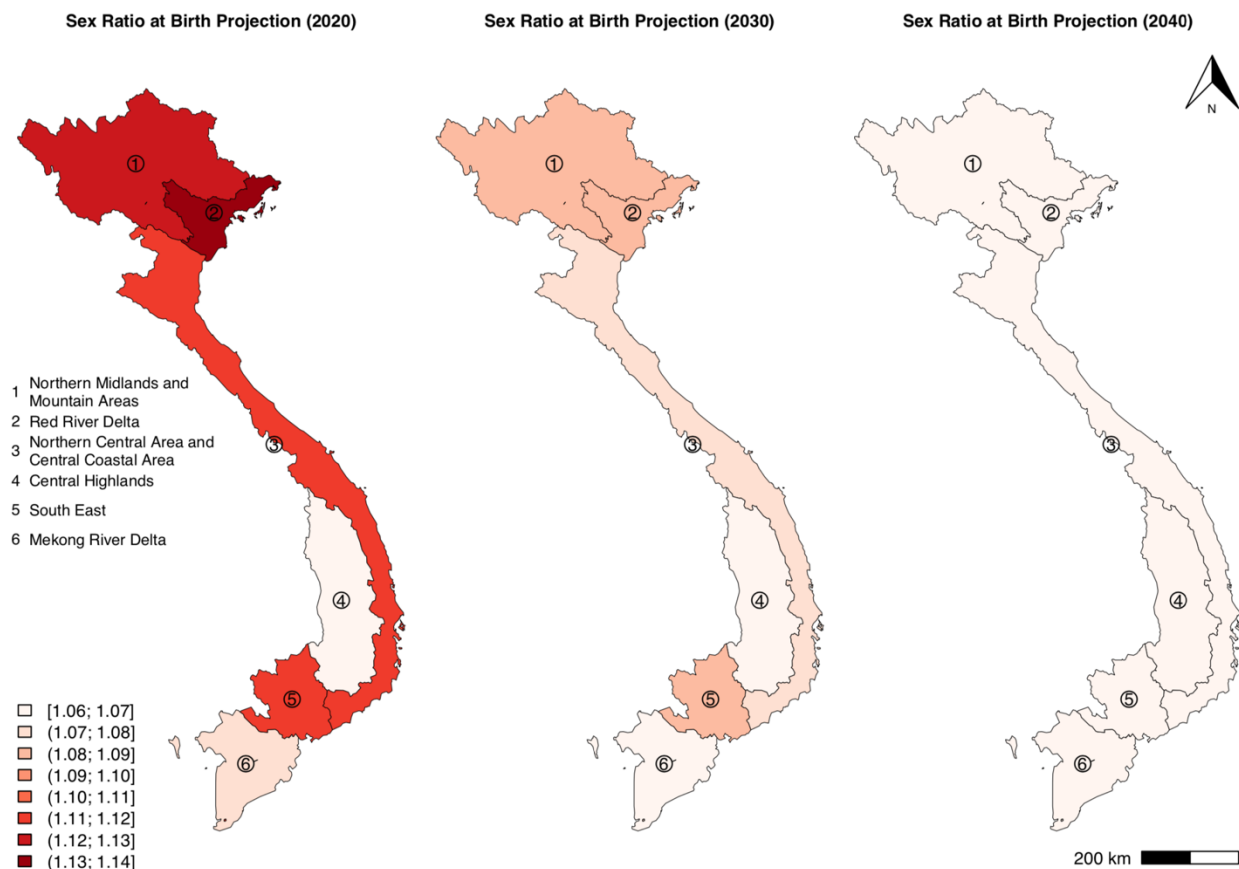 Sex Ratio at Birth Projection (2020)
Sex Ratio at Birth Projection (2030)
Sex Ratio at Birth Projection (2040)
N
①
②
③
④
⑤
⑥
①
②
③
④
⑤
⑥
①
②
③
④
⑤
⑥
1 Northern Midlands and
Mountain Areas
2 Red River Delta
3 Northern Central Area and
Central Coastal Area
4 Central Highlands
5 South East
6 Mekong River Delta
[1.06; 1.07]
(1.07; 1.08]
(1.08; 1.09]
(1.09; 1.10]
(1.10; 1.11]
(1.11; 1.12]
(1.12; 1.13]
(1.13; 1.14]
200 km